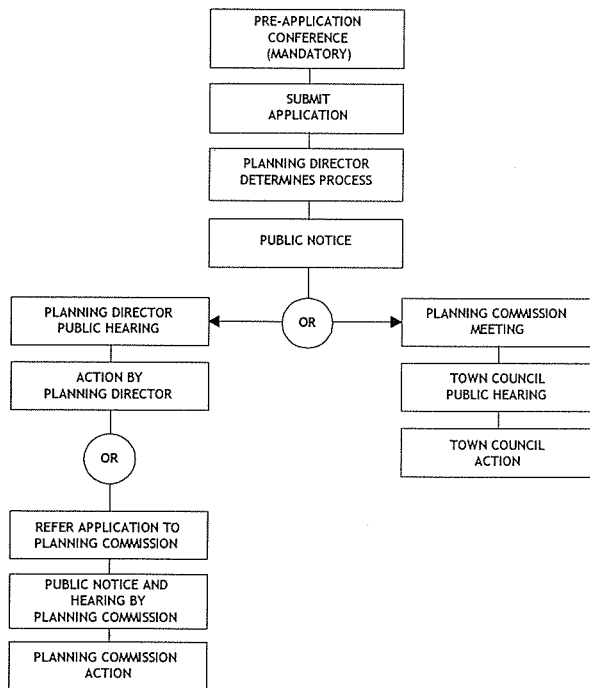 PRE-APPLICATION
CONFERENCE
(MANDATORY)
SUBMIT
APPLICATION
PLANNING DIRECTOR
DETERMINES PROCESS
PUBLIC NOTICE
OR
PLANNING DIRECTOR
PUBLIC HEARING
ACTION BY
PLANNING DIRECTOR
OR
REFER APPLICATION TO
PLANNING COMMISSION
PUBLIC NOTICE AND
HEARING BY
PLANNING COMMISSION
PLANNING COMMISSION
ACTION
PLANNING COMMISSION
MEETING
TOWN COUNCIL
PUBLIC HEARING
TOWN COUNCIL
ACTION